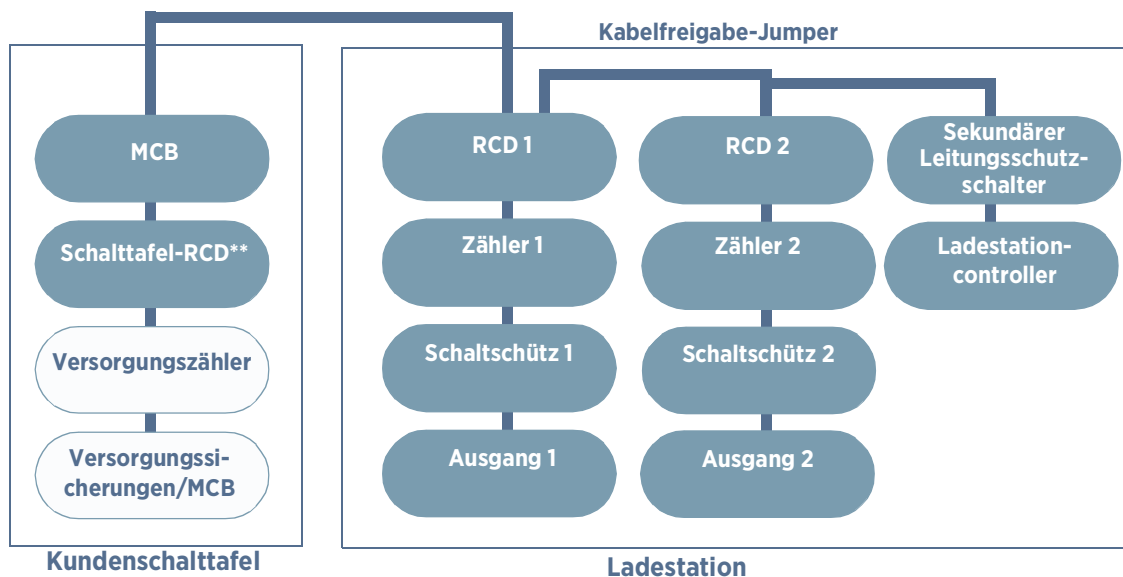 Kabelfreigabe-Jumper
MCB
Schalttafel-RCD**
Versorgungszähler
Versorgungssi-
cherungen/MCB
Kundenschalttafel
RCD 1
Zähler 1
Schaltschütz 1
Ausgang 1
RCD 2
Zähler 2
Schaltschütz 2
Ausgang 2
Sekundärer
Leitungsschutz-
schalter
Ladestation-
controller
Ladestation